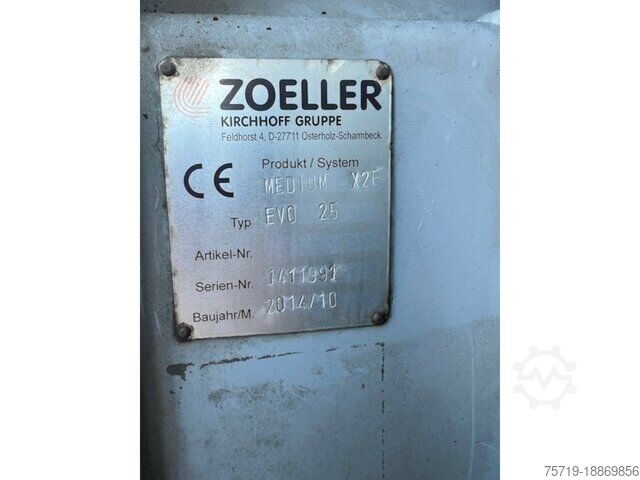 ZOELLER
KIRCHHOFF GRUPPE
Feldhorst 4, D-27711 Osterholz-Scharmbeck
Produkt / System
CE MEDIUM X2F
Typ EVO 25
Artikel-Nr.
Serien-Nr. 1411991
Baujahr/M. 2014/10
75719-18869856